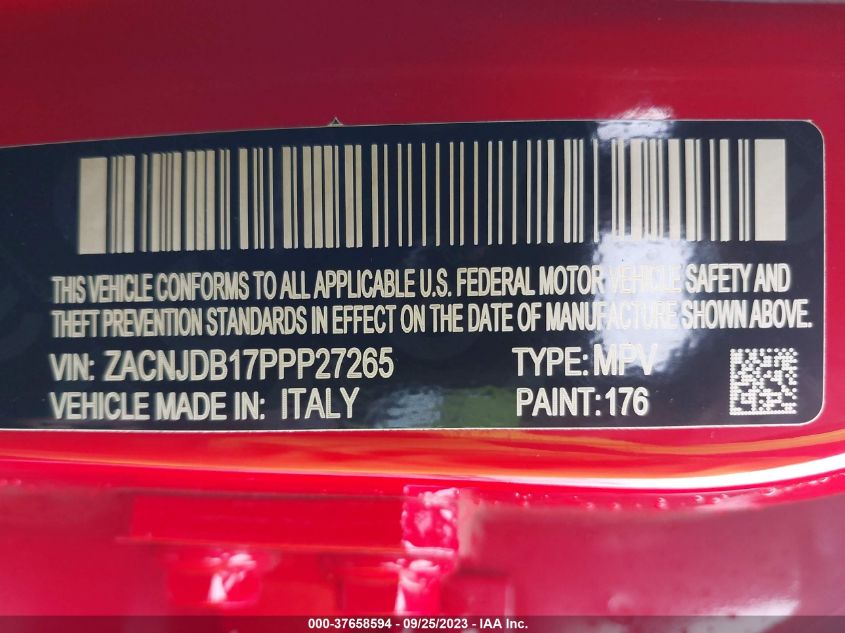 THIS VEHICLE CONFORMS TO ALL APPLICABLE U.S. FEDERAL MOTOR VEHICLE SAFETY AND
THEFT PREVENTION STANDARDS IN EFFECT ON THE DATE OF MANUFACTURE SHOWN ABOVE.
VIN: ZACNJDB17PPP27265 TYPE: MPV
VEHICLE MADE IN: ITALY PAINT: 176
000-37658594 - 09/25/2023 - IAA Inc.